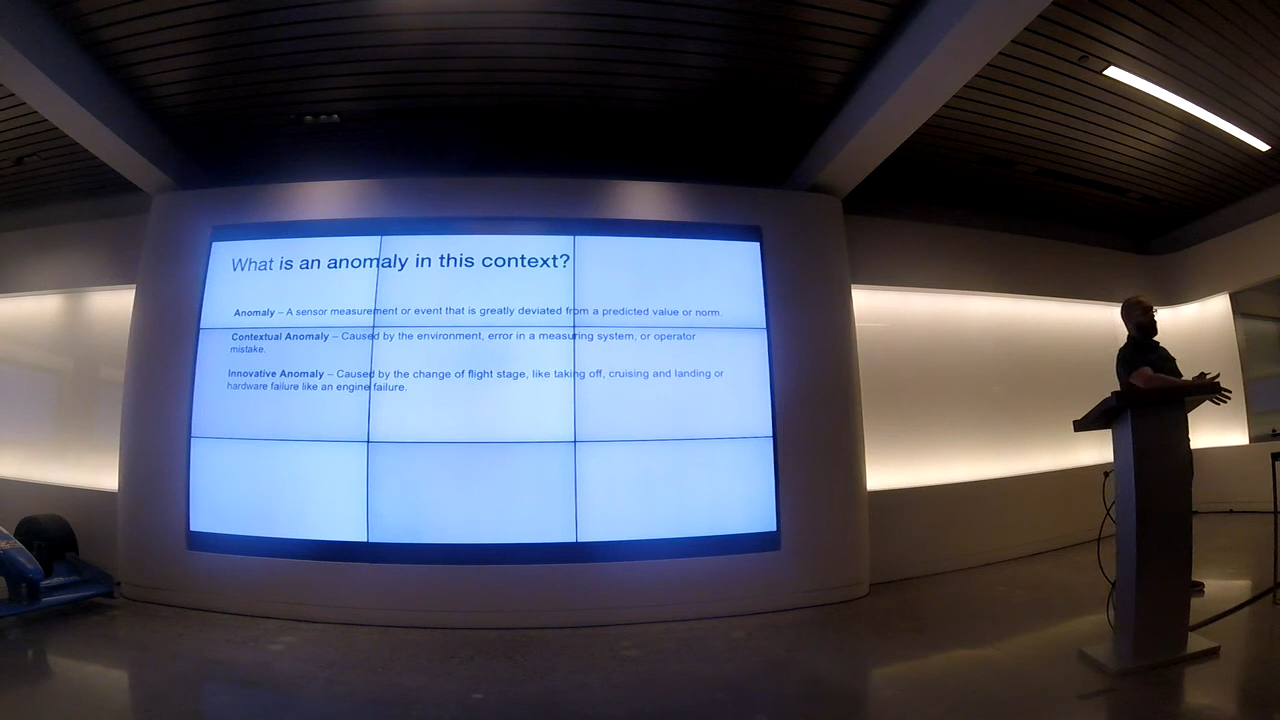 What is an anomaly in this context?
Anomaly – A sensor measurement or event that is greatly deviated from a predicted value or norm.
Contextual Anomaly – Caused by the environment, error in a measuring system, or operator
mistake.
Innovative Anomaly – Caused by the change of flight stage, like taking off, cruising and landing or
hardware failure like an engine failure.